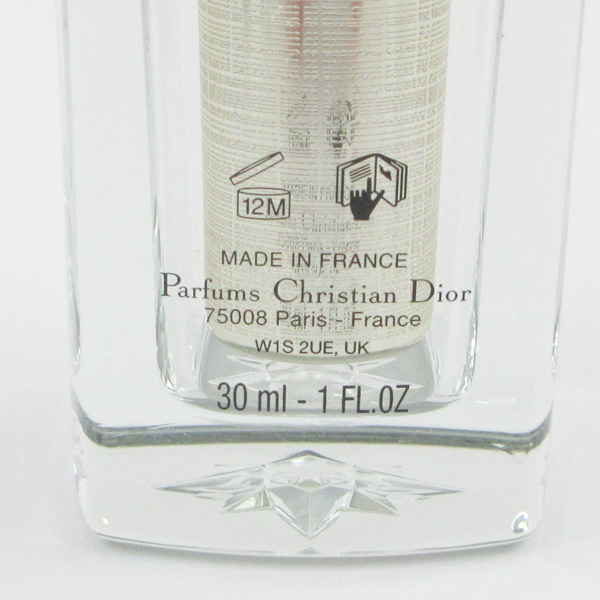 12M
MADE IN FRANCE
Parfums Christian Dior
75008 Paris - France
W1S 2UE, UK
30 ml - 1 FL.OZ